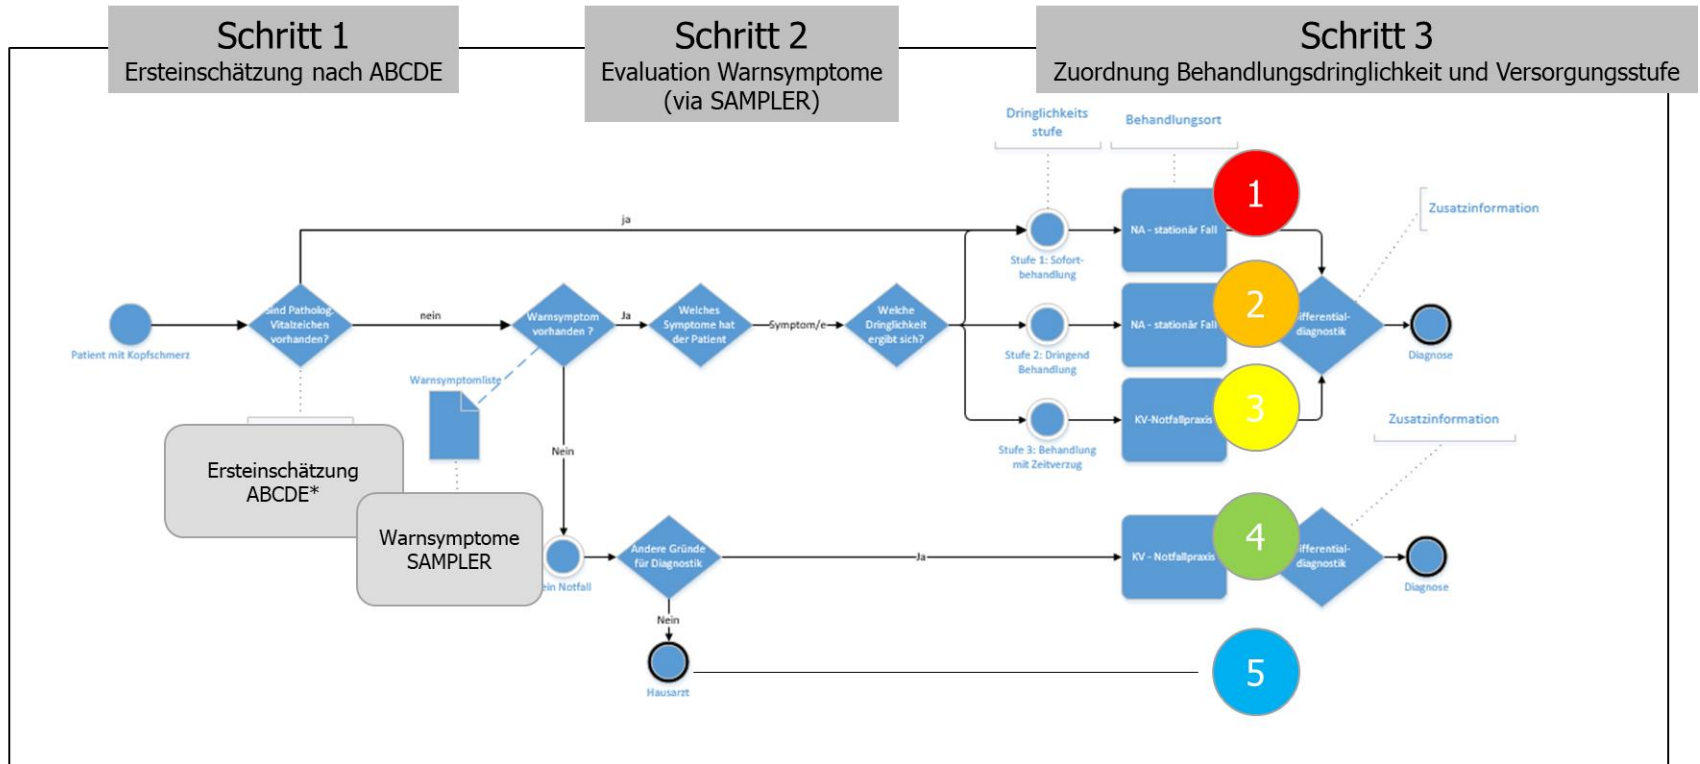 Schritt 1
Ersteinschätzung nach ABCDE
Schritt 2
Evaluation Warnsymptome
(via SAMPLER)
Schritt 3
Zuordnung Behandlungsdringlichkeit und Versorgungsstufe
Dringlichkeits
stufe
Behandlungsort
1
Zusatzinformation
ja
NA - stationär Fall
Stufe 1: Sofort-
behandlung
Patient mit Kopfschmerz
sind Patholog.
Vitalzeichen
vorhanden?
nein
Warnsymptom
vorhanden ?
Ja
Welches
Symptome hat
der Patient
Symptom/e
Welche
Dringlichkeit
ergibt sich?
Stufe 2: Dringend
Behandlung
NA - stationär Fall
2
ifferential-
diagnostik
Diagnose
Warnsymptomliste
Stufe 3: Behandlung
mit Zeitverzug
KV-Notfallpraxis
3
Zusatzinformation
Ersteinschätzung
ABCDE*
Nein
Warnsymptome
SAMPLER
ein Notfall
Andere Gründe
für Diagnostik
Ja
KV - Notfallpraxis
4
ifferential-
diagnostik
Diagnose
Nein
Hausarzt
5